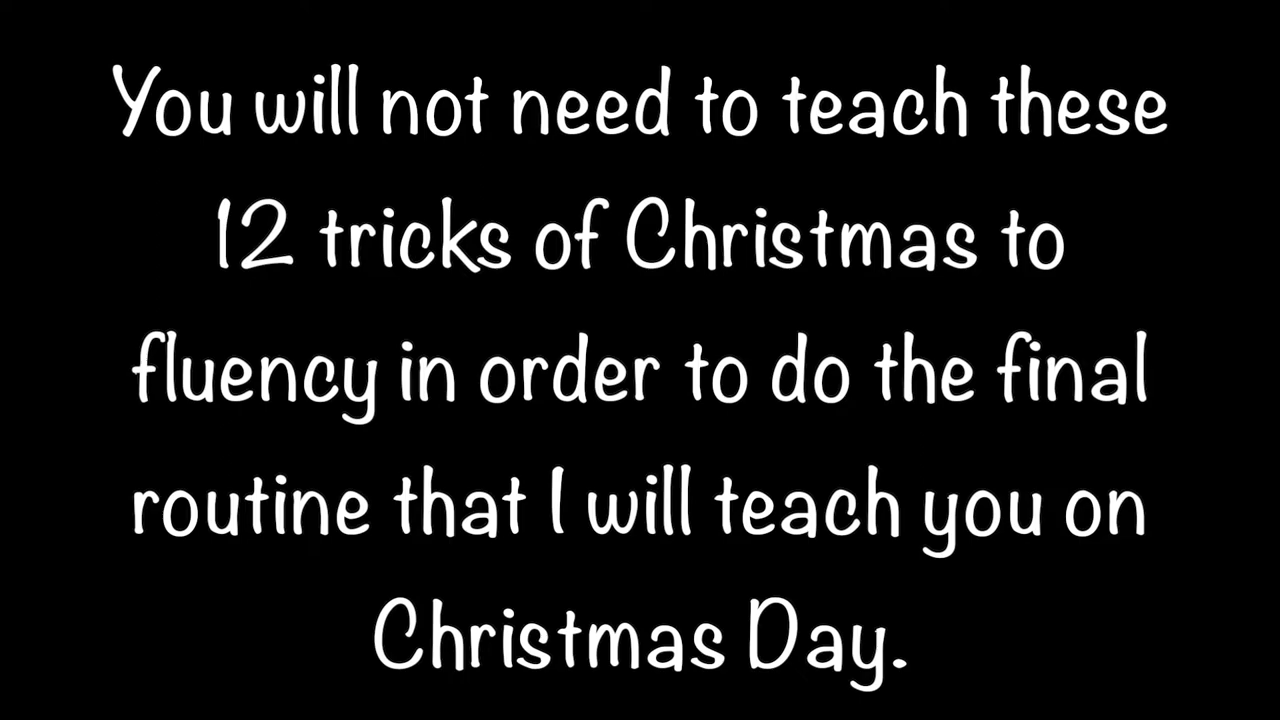 You will not need to teach these
12 tricks of Christmas to
fluency in order to do the final
routine that I will teach you on
Christmas Day.